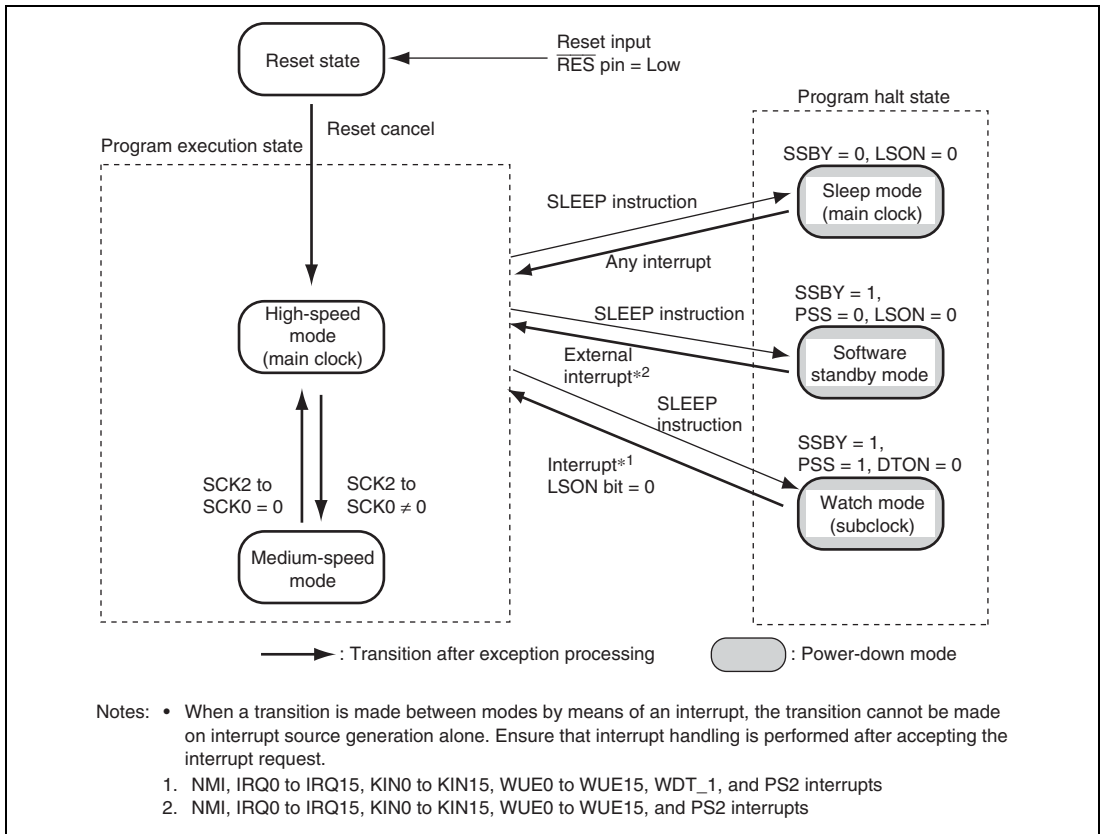 Reset state
Reset input
RES pin = Low
Program halt state
Reset cancel
Program execution state
SSBY = 0, LSON = 0
Sleep mode
(main clock)
SLEEP instruction
Any interrupt
SSBY = 1,
PSS = 0, LSON = 0
High-speed
mode
(main clock)
SLEEP instruction
Software
standby mode
External
interrupt*2
SLEEP
instruction
SSBY = 1,
PSS = 1, DTON = 0
Interrupt*1
LSON bit = 0
Watch mode
(subclock)
SCK2 to
SCK0 = 0
SCK2 to
SCK0 ≠ 0
Medium-speed
mode
: Transition after exception processing
: Power-down mode
Notes: • When a transition is made between modes by means of an interrupt, the transition cannot be made
on interrupt source generation alone. Ensure that interrupt handling is performed after accepting the
interrupt request.
1. NMI, IRQ0 to IRQ15, KIN0 to KIN15, WUE0 to WUE15, WDT_1, and PS2 interrupts
2. NMI, IRQ0 to IRQ15, KIN0 to KIN15, WUE0 to WUE15, and PS2 interrupts